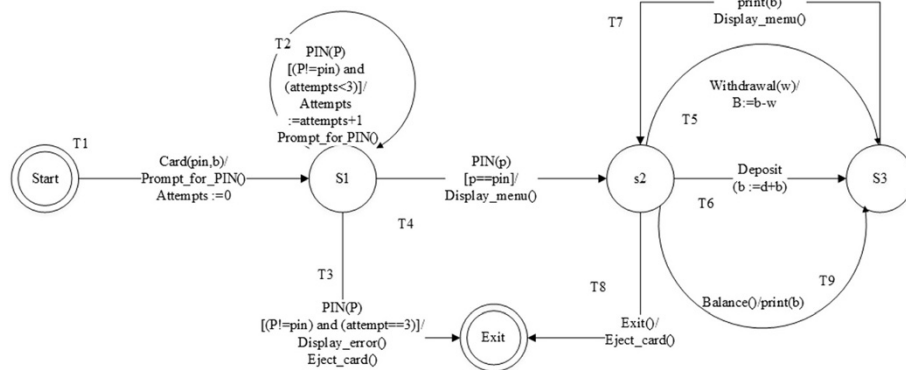 T7
print(b)
Display_menu()
T2
PIN(P)
[(P!=pin) and
(attempts<3)]/
Attempts
:=attempts+1
Prompt_for_PIN()
Withdrawal(w)/
B:=b-w
T5
T1
Start
Card(pin,b)/
Prompt_for_PIN()
Attempts :=0
S1
PIN(p)
[p==pin]/
Display_menu()
T4
s2
Deposit
(b :=d+b)
T6
S3
T3
PIN(P)
[(P!=pin) and (attempt==3)]/
Display_error()
Eject_card()
Exit
T8
Exit()/
Eject_card()
T9
Balance()/print(b)